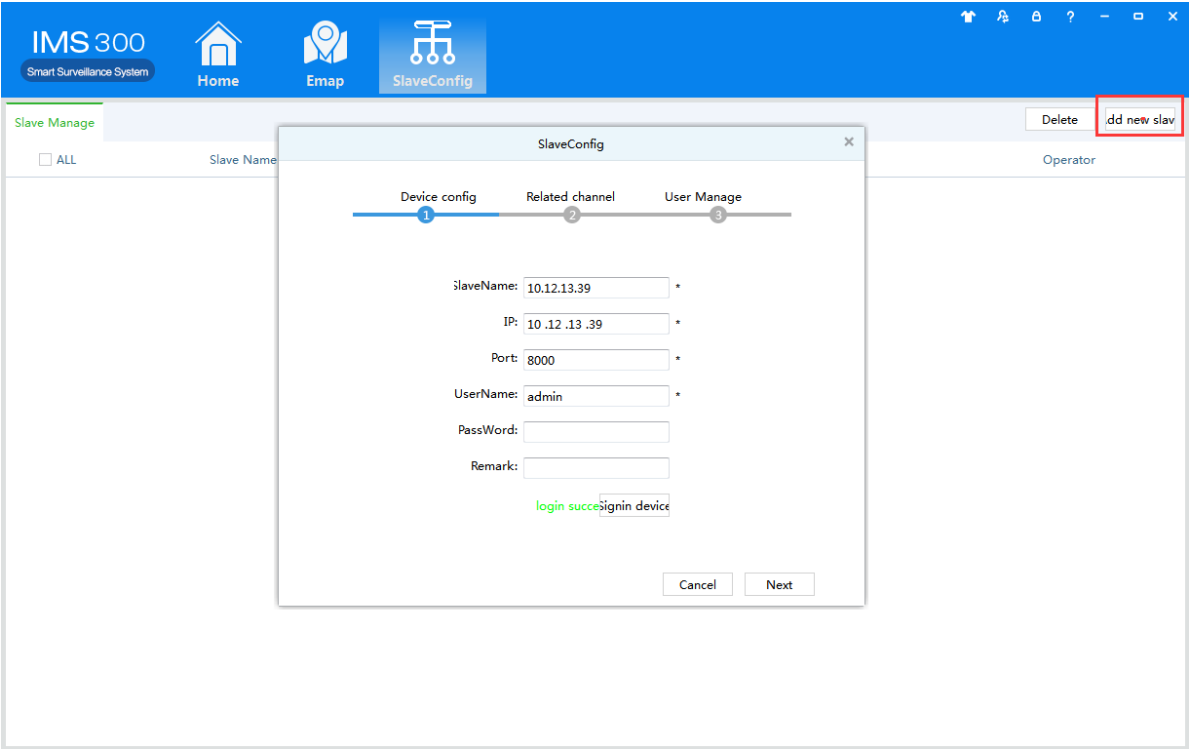 IMS 300
Smart Surveillance System
Home
Emap
SlaveConfig
?
Slave Manage
Delete
dd new slav
ALL
Slave Name
Operator
SlaveConfig
Device config
Related channel
User Manage
1
2
3
SlaveName:
10.12.13.39
*
IP:
10 .12 .13 .39
*
Port:
8000
*
UserName:
admin
*
PassWord:
Remark:
login succe
Signin device
Cancel
Next